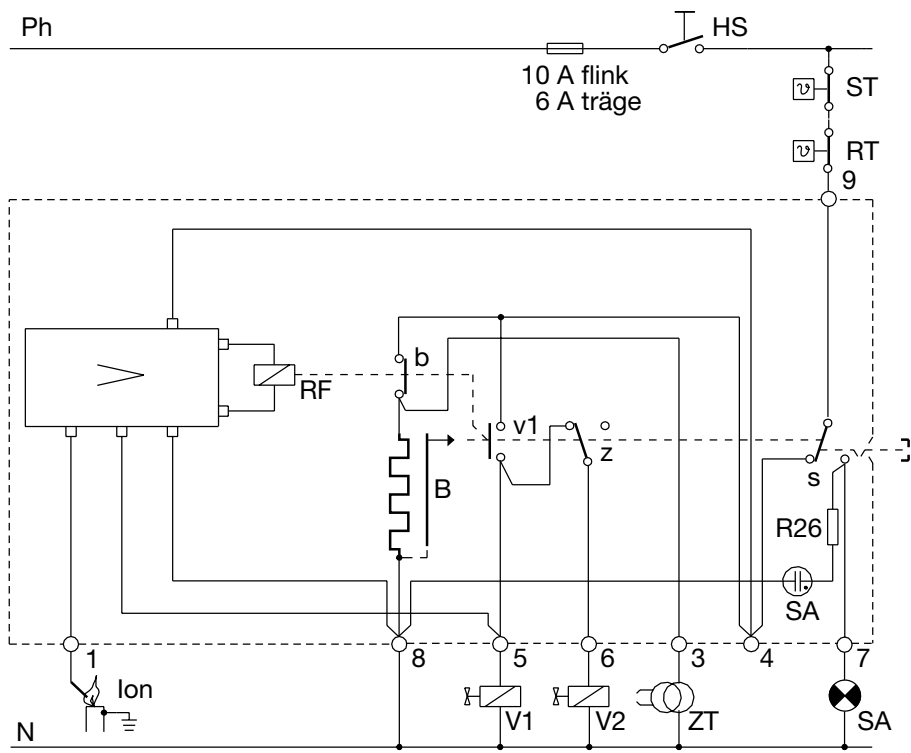 Ph
HS
10 A flink
6 A träge
ϑ ST
ϑ RT
9
b
RF
v1
z
s
B
R26
SA
1
8
5
6
3
4
7
Ion
V1
V2
ZT
SA
N